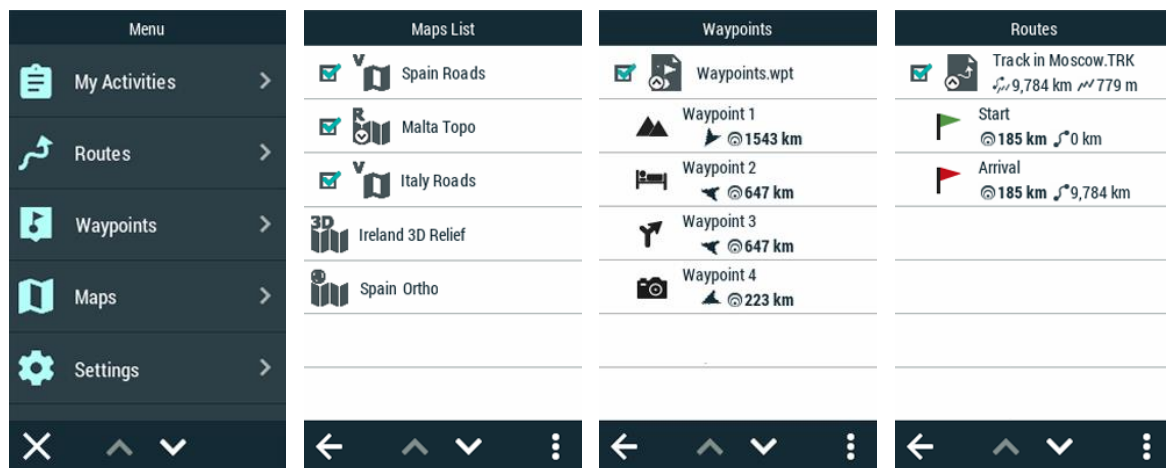 Menu
My Activities
Routes
Waypoints
Maps
Settings
Maps List
V
Spain Roads
R
Malta Topo
V
Italy Roads
3D
Ireland 3D Relief
Spain Ortho
Waypoints
Waypoints.wpt
Waypoint 1
1543 km
Waypoint 2
647 km
Waypoint 3
647 km
Waypoint 4
223 km
Routes
Track in Moscow.TRK
9,784 km 779 m
Start
185 km 0 km
Arrival
185 km 9,784 km